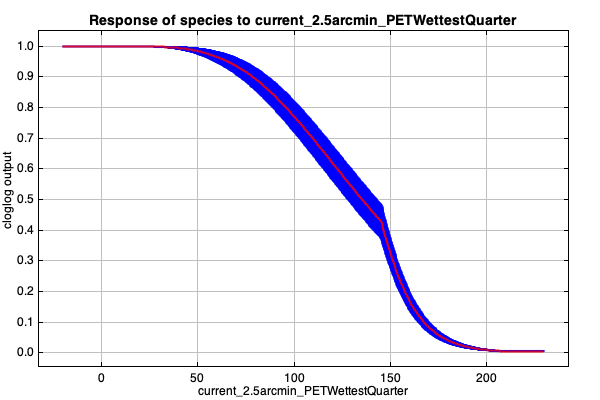 Response of species to current_2.5arcmin_PETWettestQuarter
1.0
0.9
0.8
0.7
0.6
0.5
0.4
0.3
0.2
0.1
0.0
cloglog output
0 50 100 150 200
current_2.5arcmin_PETWettestQuarter